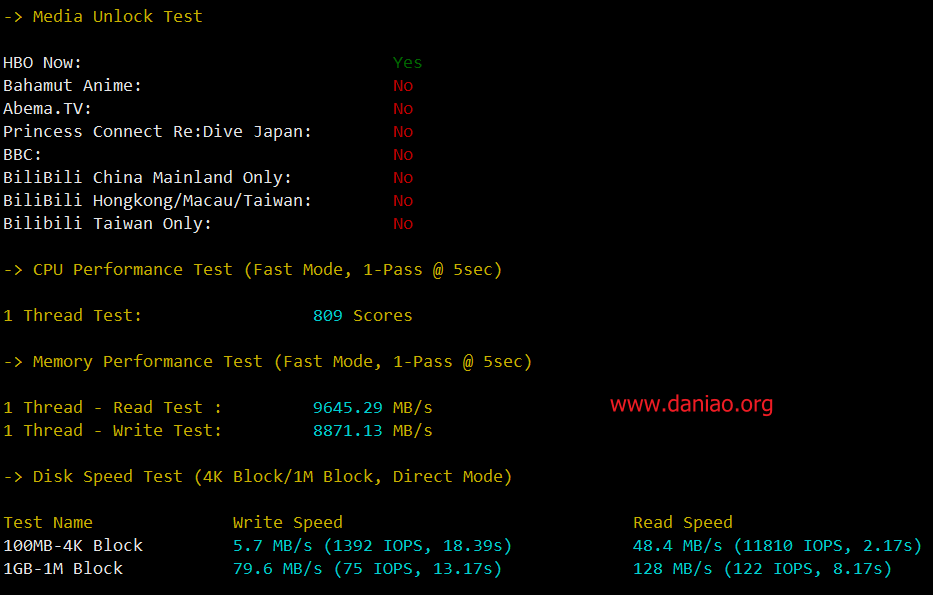 -> Media Unlock Test
HBO Now: Yes
Bahamut Anime: No
Abema.TV: No
Princess Connect Re:Dive Japan: No
BBC: No
BiliBili China Mainland Only: No
BiliBili Hongkong/Macau/Taiwan: No
Bilibili Taiwan Only: No
-> CPU Performance Test (Fast Mode, 1-Pass @ 5sec)
1 Thread Test: 809 Scores
-> Memory Performance Test (Fast Mode, 1-Pass @ 5sec)
1 Thread - Read Test : 9645.29 MB/s
1 Thread - Write Test: 8871.13 MB/s
www.daniao.org
-> Disk Speed Test (4K Block/1M Block, Direct Mode)
Test Name Write Speed Read Speed
100MB-4K Block 5.7 MB/s (1392 IOPS, 18.39s) 48.4 MB/s (11810 IOPS, 2.17s)
1GB-1M Block 79.6 MB/s (75 IOPS, 13.17s) 128 MB/s (122 IOPS, 8.17s)